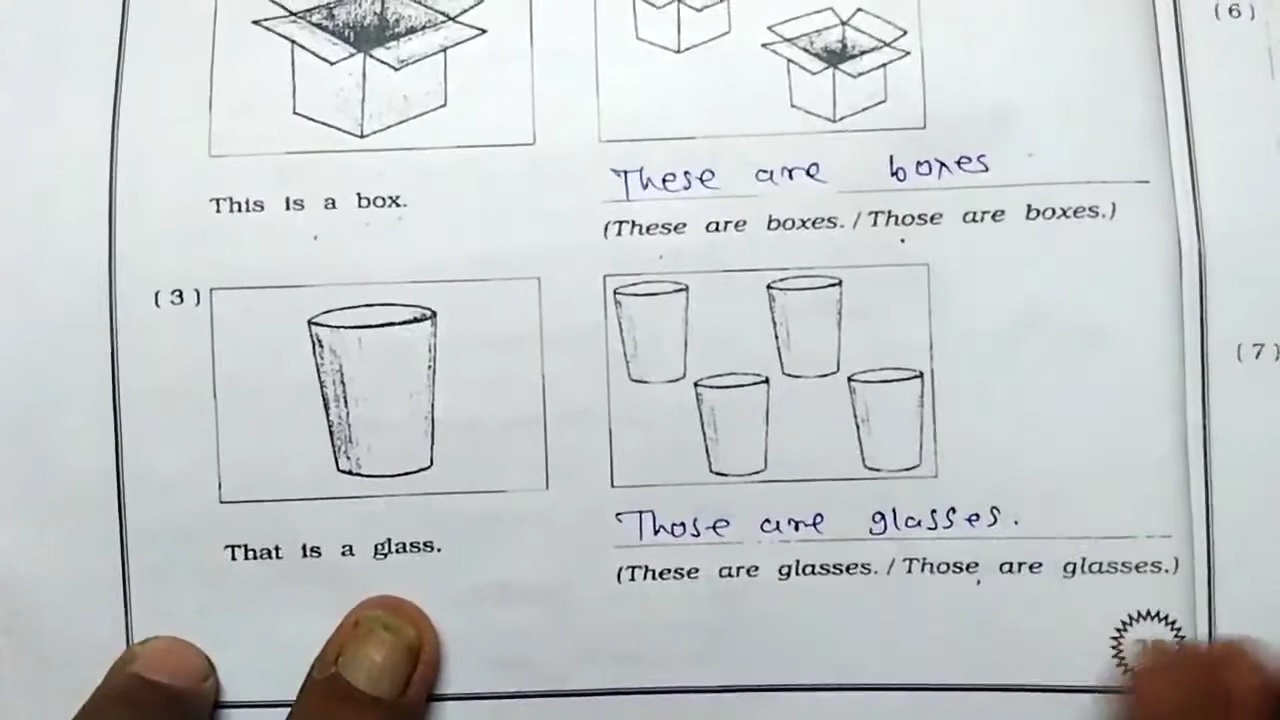 (6)
These are boxes
This is a box.
(These are boxes. / Those are boxes.)
(3)
(7)
Those are glasses.
That is a glass.
(These are glasses. / Those are glasses.)